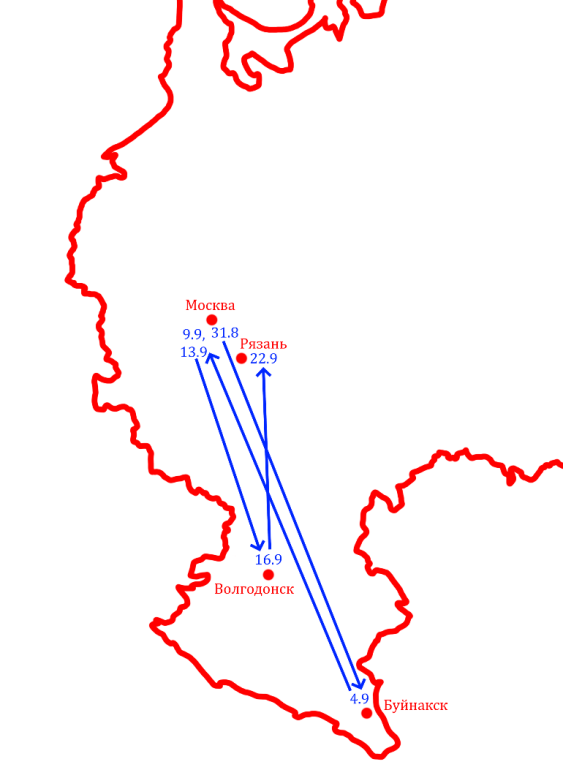 Москва
9.9, 31.8
13.9
Рязань
22.9
16.9
Волгодонск
4.9
Буйнакск